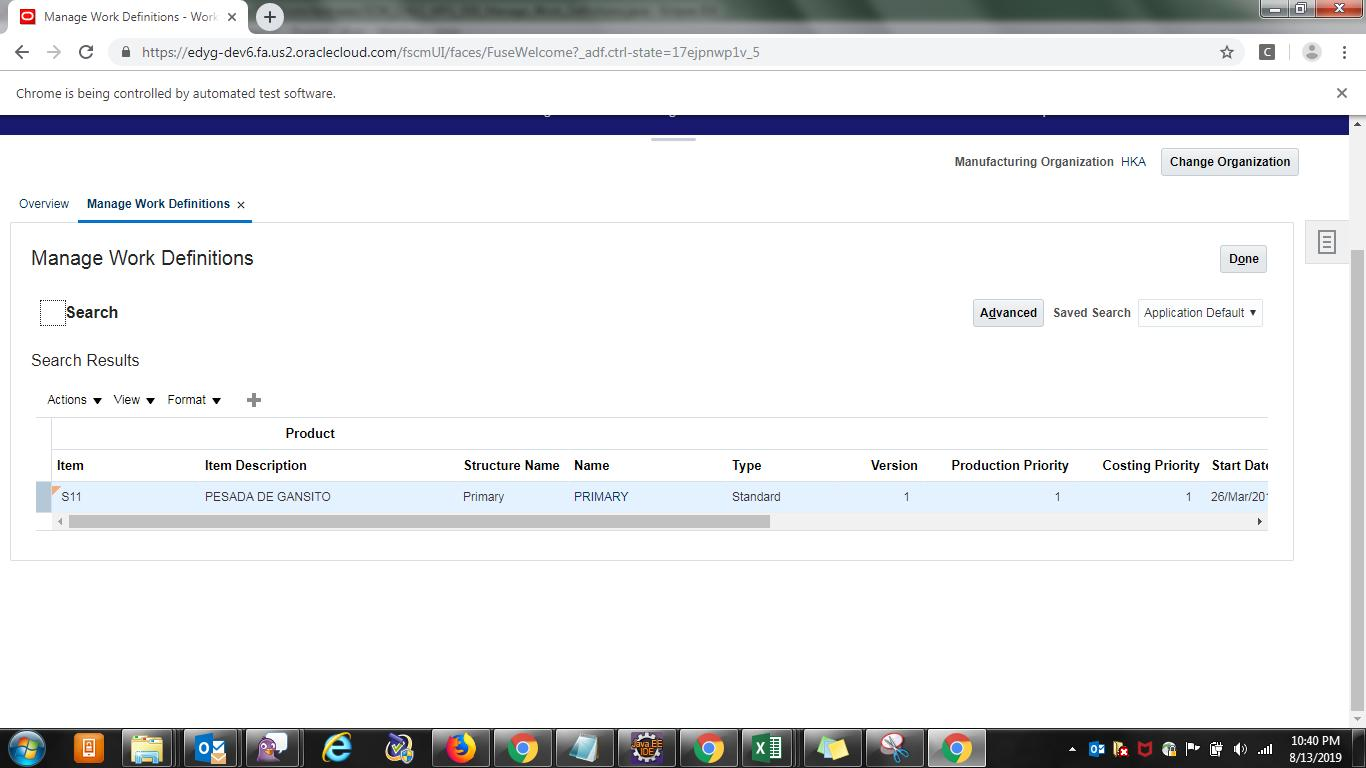 Manage Work Definitions - Work
https://edyg-dev6.fa.us2.oraclecloud.com/fscmUI/faces/FuseWelcome?_adf.ctrl-state=17ejpnwp1v_5
C
Chrome is being controlled by automated test software.
Manufacturing Organization HKA Change Organization
Overview Manage Work Definitions
Manage Work Definitions Done
Search Advanced Saved Search Application Default
Search Results
Actions View Format
Product
Item Item Description Structure Name Name Type Version Production Priority Costing Priority Start Date
S11 PESADA DE GANSITO Primary PRIMARY Standard 1 1 1 26/Mar/201
Java EE
IDE
10:40 PM
8/13/2019